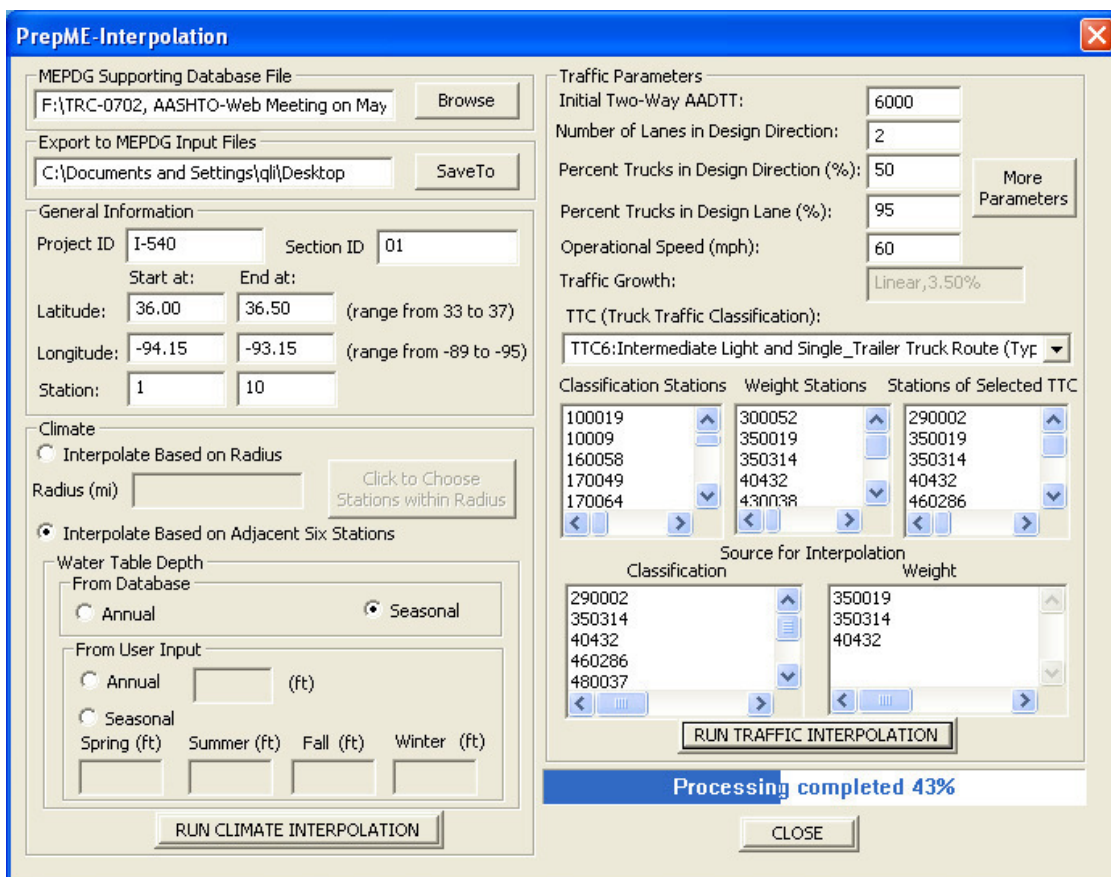 PrepME-Interpolation
MEPDG Supporting Database File
F:\TRC-0702, AASHTO-Web Meeting on May
Browse
Export to MEPDG Input Files
C:\Documents and Settings\qli\Desktop
SaveTo
General Information
Project ID I-540 Section ID 01
Start at: End at:
Latitude: 36.00 36.50 (range from 33 to 37)
Longitude: -94.15 -93.15 (range from -89 to -95)
Station: 1 10
Climate
Interpolate Based on Radius
Radius (mi)
Click to Choose
Stations within Radius
Interpolate Based on Adjacent Six Stations
Water Table Depth
From Database
Annual Seasonal
From User Input
Annual (ft)
Seasonal
Spring (ft) Summer (ft) Fall (ft) Winter (ft)
RUN CLIMATE INTERPOLATION
Traffic Parameters
Initial Two-Way AADTT: 6000
Number of Lanes in Design Direction: 2
Percent Trucks in Design Direction (%): 50
Percent Trucks in Design Lane (%): 95
More
Parameters
Operational Speed (mph): 60
Traffic Growth: Linear,3.50%
TTC (Truck Traffic Classification):
TTC6:Intermediate Light and Single_Trailer Truck Route (Typ
Classification Stations Weight Stations Stations of Selected TTC
100019 300052 290002
10009 350019 350019
160058 350314 350314
170049 40432 40432
170064 430038 460286
Source for Interpolation
Classification Weight
290002 350019
350314 350314
40432 40432
460286
480037
RUN TRAFFIC INTERPOLATION
Processing completed 43%
CLOSE